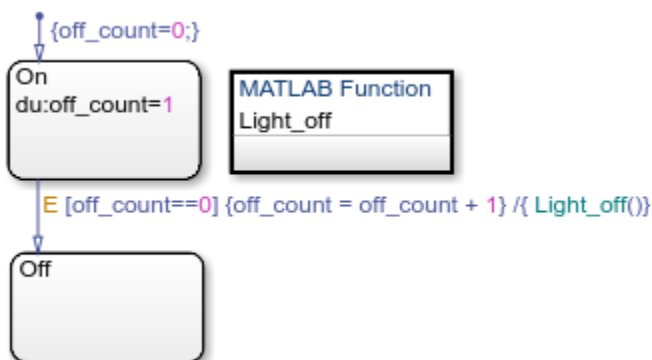 {off_count=0;}
On
du:off_count=1
MATLAB Function
Light_off
E [off_count==0] {off_count = off_count + 1} /{ Light_off()}
Off